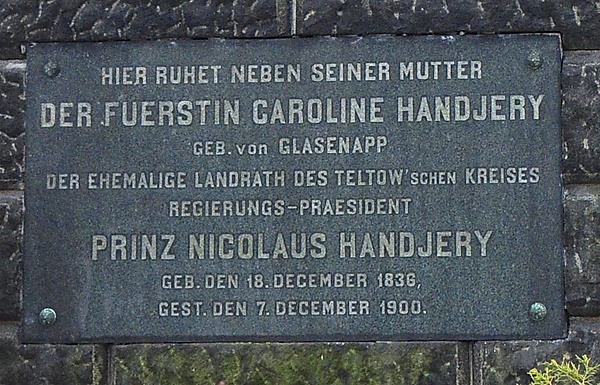 HIER RUHET NEBEN SEINER MUTTER
DER FUERSTIN CAROLINE HANDJERY
GEB. von GLASENAPP
DER EHEMALIGE LANDRATH DES TELTOW'SCHEN KREISES
REGIERUNGS-PRAESIDENT
PRINZ NICOLAUS HANDJERY
GEB. DEN 18. DECEMBER 1836,
GEST. DEN 7. DECEMBER 1900.